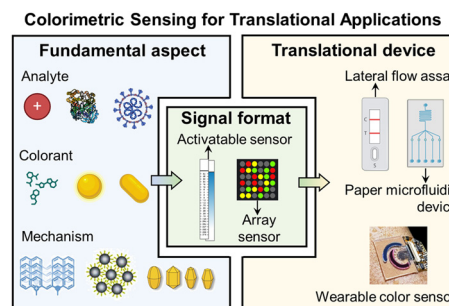 Colorimetric Sensing for Translational Applications
Fundamental aspect
Analyte
+
Colorant
Mechanism
Signal format
Activatable sensor
Array
sensor
Translational device
Lateral flow assa
C
T
S
Paper microfluidi
devic
Wearable color senso